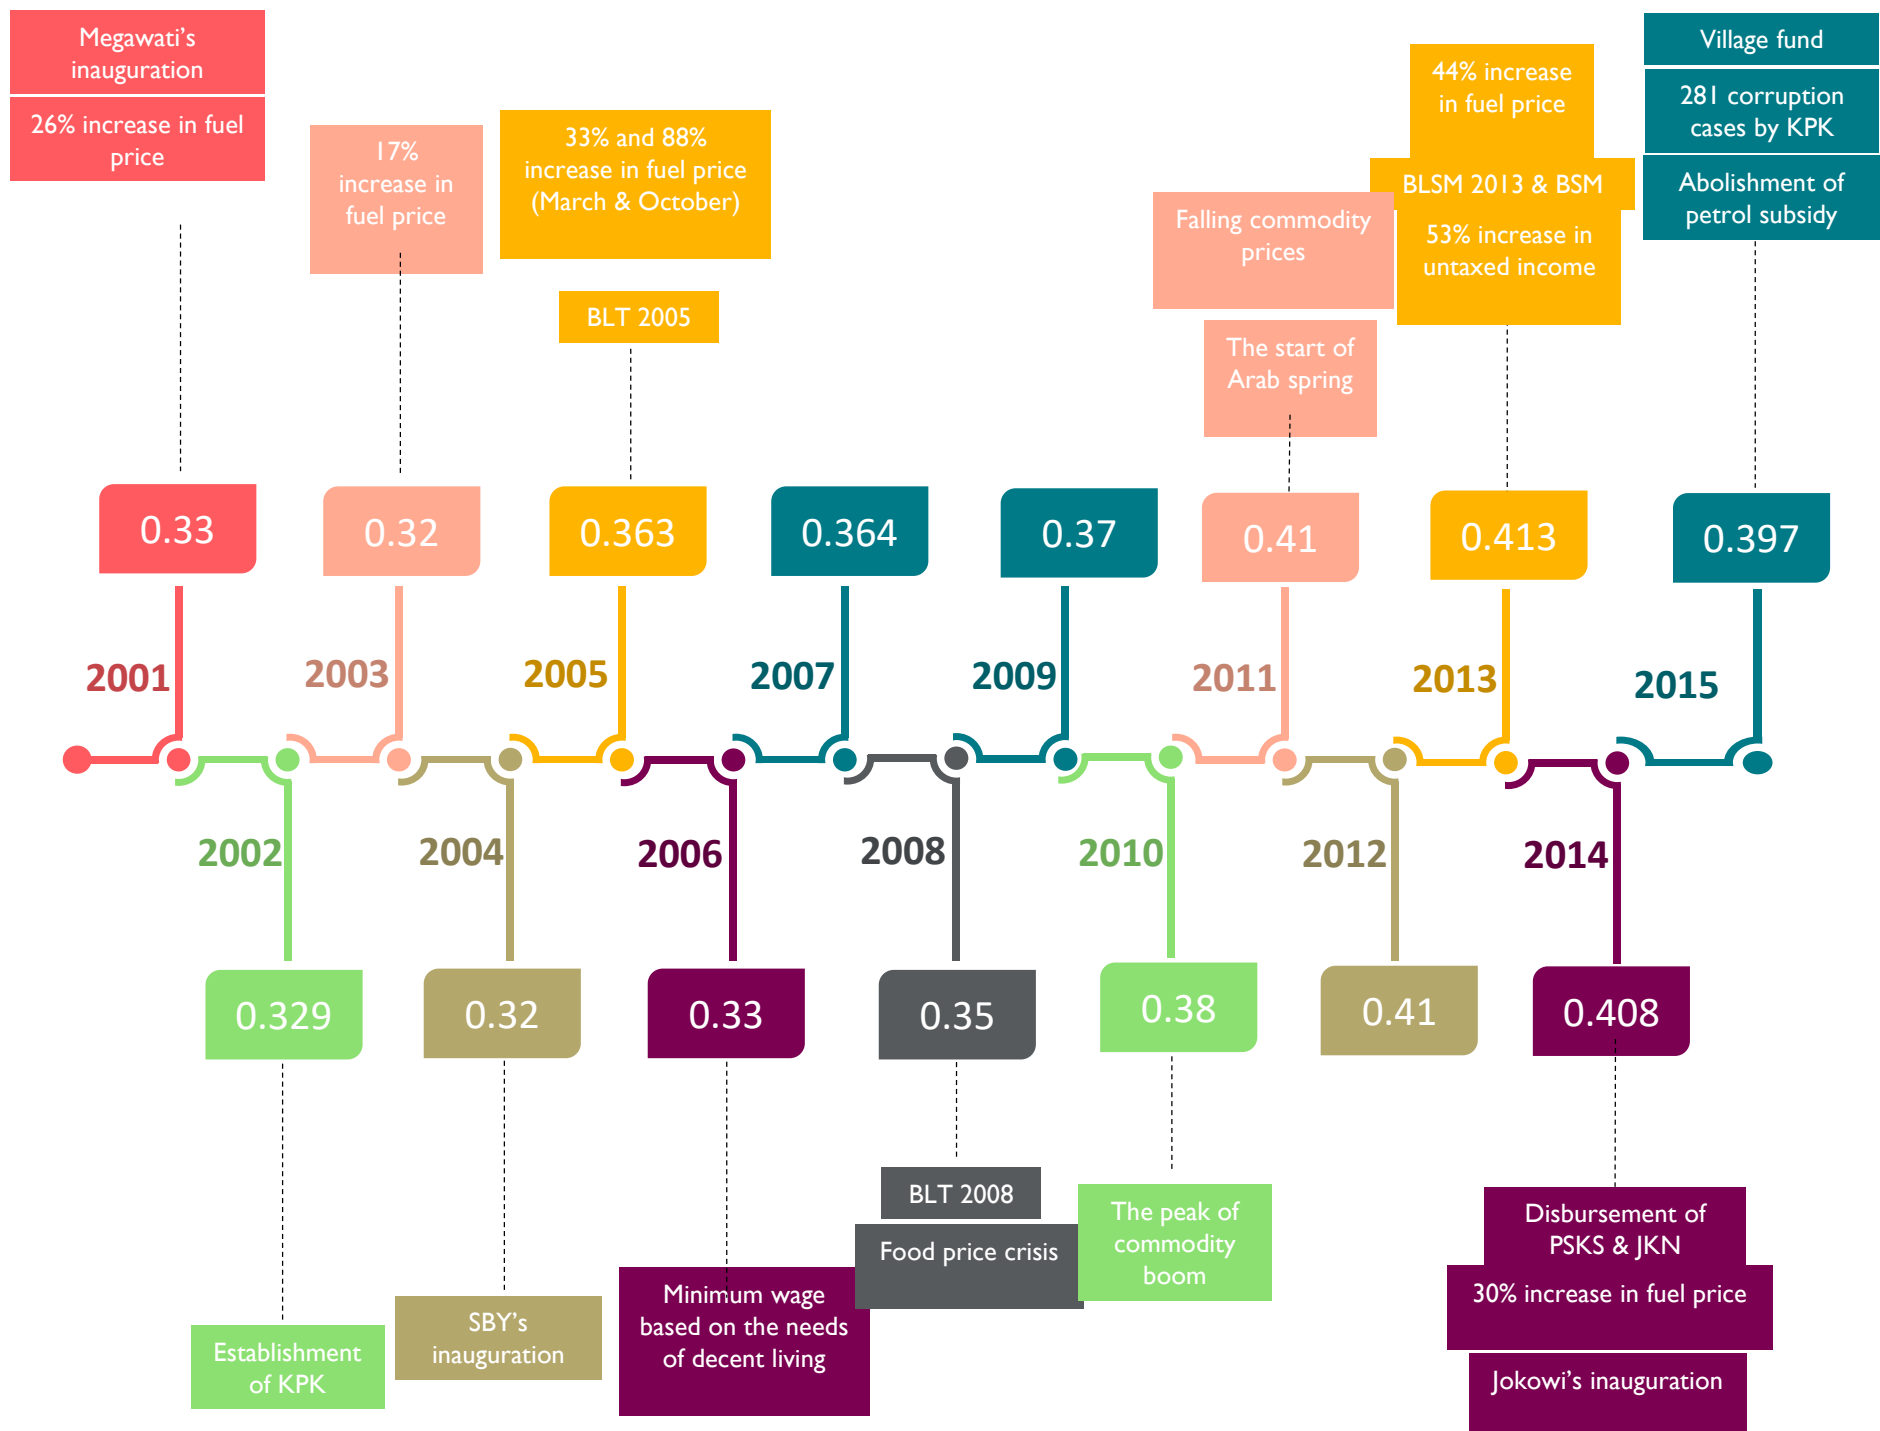 Megawati's
inauguration
26% increase in fuel
price
17%
increase in
fuel price
33% and 88%
increase in fuel price
(March & October)
BLT 2005
Falling commodity
prices
The start of
Arab spring
44% increase
in fuel price
BLSM 2013 & BSM
53% increase in
untaxed income
Village fund
281 corruption
cases by KPK
Abolishment of
petrol subsidy
0.33
0.32
0.363
0.364
0.37
0.41
0.413
0.397
2001
2003
2005
2007
2009
2011
2013
2015
2002
2004
2006
2008
2010
2012
2014
0.329
0.32
0.33
0.35
0.38
0.41
0.408
Establishment
of KPK
SBY's
inauguration
Minimum wage
based on the needs
of decent living
BLT 2008
Food price crisis
The peak of
commodity
boom
Disbursement of
PSKS & JKN
30% increase in fuel price
Jokowi's inauguration